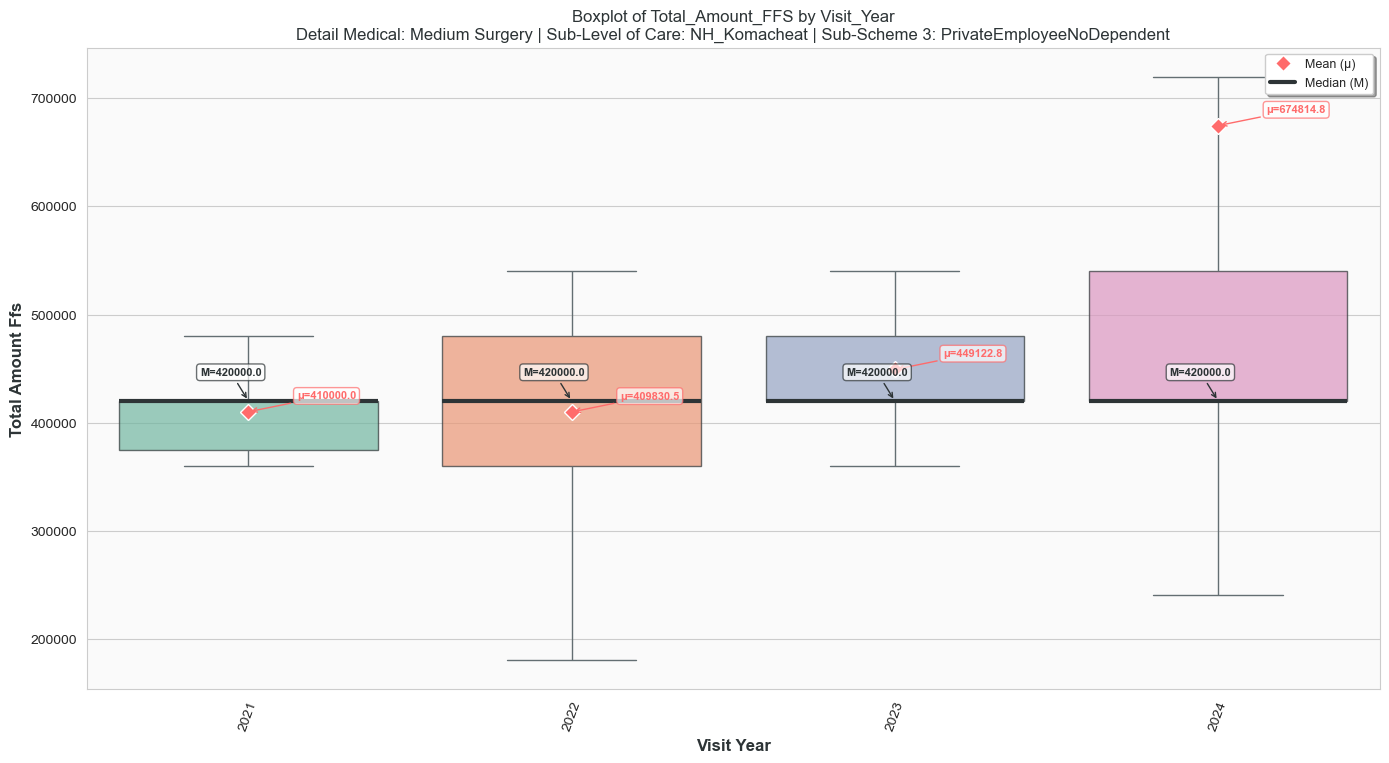 Boxplot of Total_Amount_FFS by Visit_Year
Detail Medical: Medium Surgery | Sub-Level of Care: NH_Komacheat | Sub-Scheme 3: PrivateEmployeeNoDependent
Mean (μ)
Median (M)
Total Amount Ffs
700000
600000
500000
400000
300000
200000
M=420000.0
μ=410000.0
M=420000.0
μ=409830.5
M=420000.0
μ=449122.8
M=420000.0
μ=674814.8
2021
2022
2023
2024
Visit Year